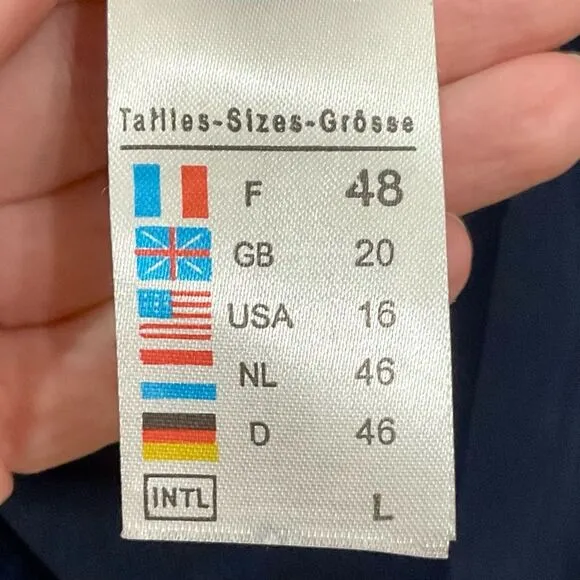 Tailles-Sizes-Grösse
F 48
GB 20
USA 16
NL 46
D 46
INTL L